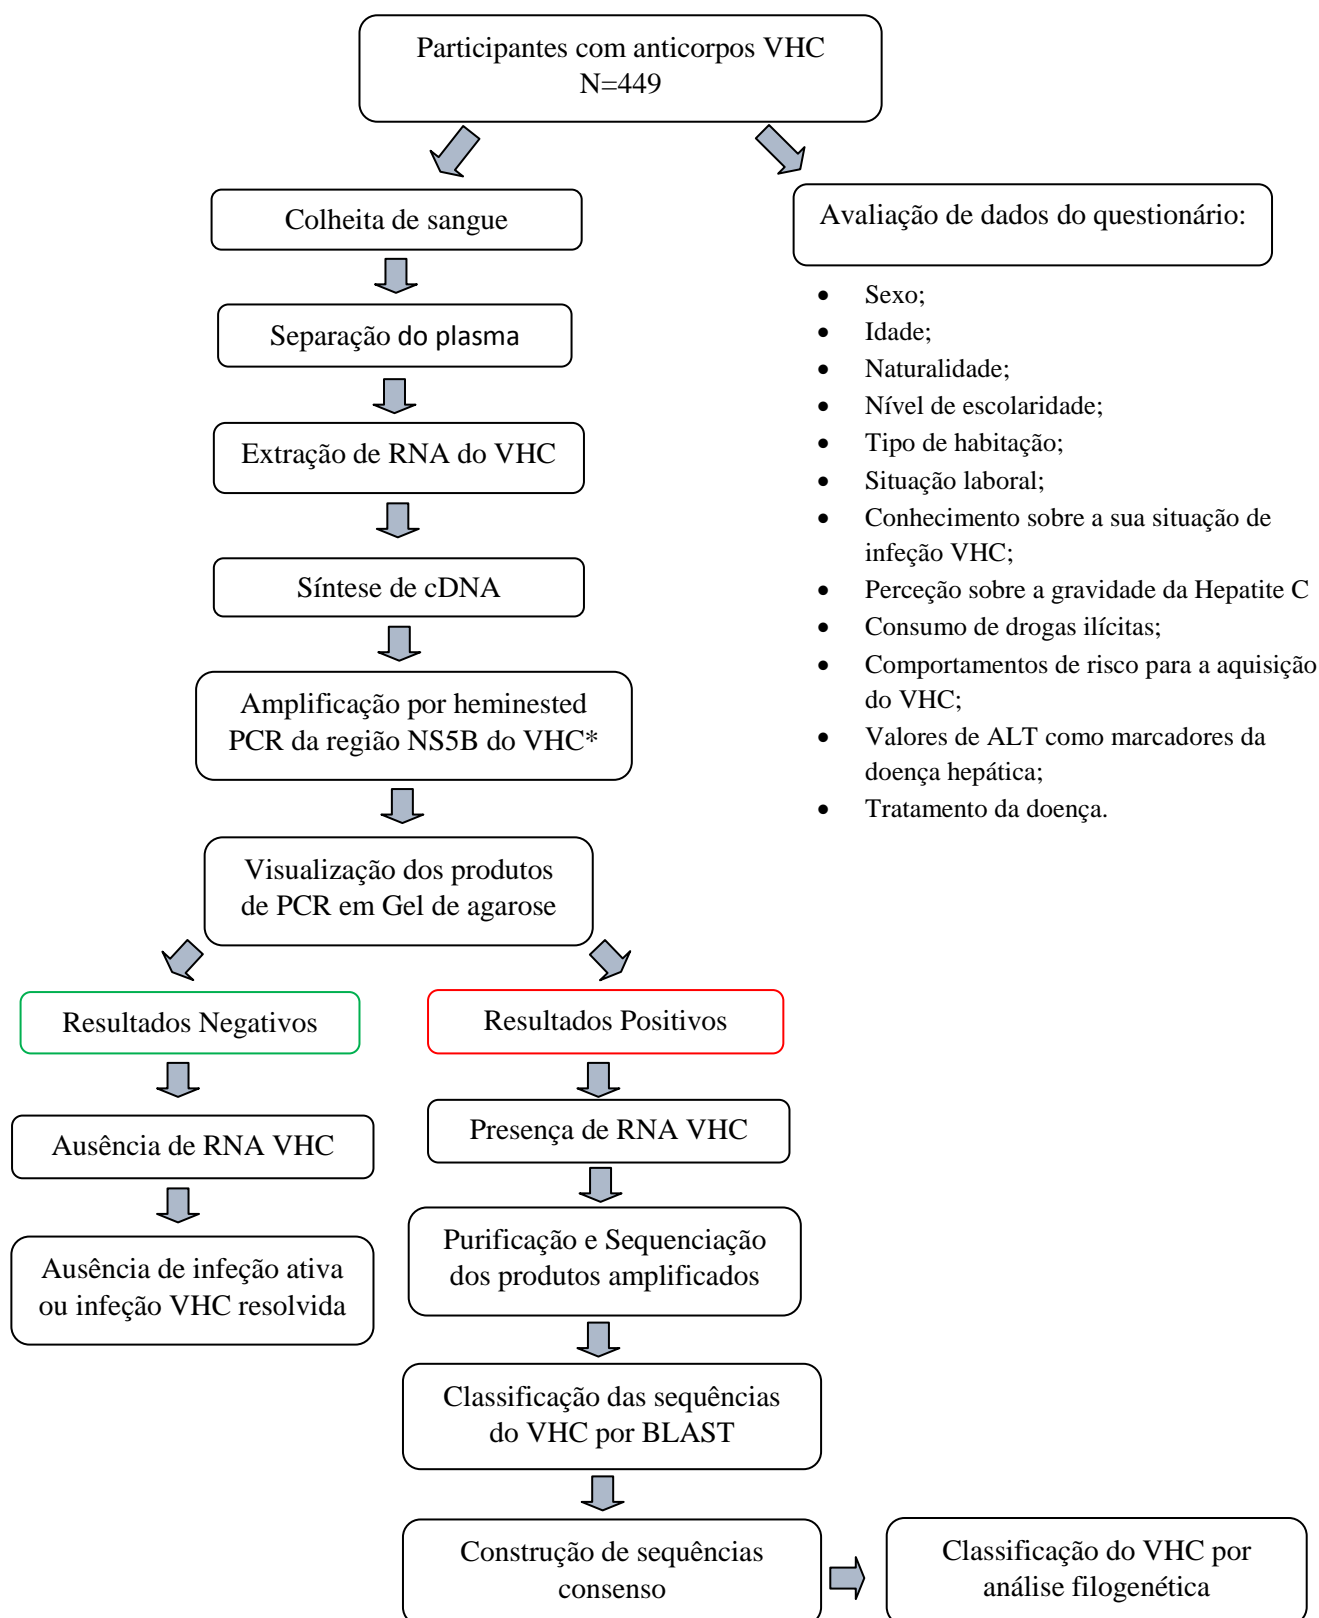 Participantes com anticorpos VHC
N=449
Colheita de sangue
Separação do plasma
Extração de RNA do VHC
Síntese de cDNA
Amplificação por heminested
PCR da região NS5B do VHC*
Visualização dos produtos
de PCR em Gel de agarose
Avaliação de dados do questionário:
• Sexo;
• Idade;
• Naturalidade;
• Nível de escolaridade;
• Tipo de habitação;
• Situação laboral;
• Conhecimento sobre a sua situação de
infeção VHC;
• Perceção sobre a gravidade da Hepatite C
• Consumo de drogas ilícitas;
• Comportamentos de risco para a aquisição
do VHC;
• Valores de ALT como marcadores da
doença hepática;
• Tratamento da doença.
Resultados Negativos
Ausência de RNA VHC
Ausência de infeção ativa
ou infeção VHC resolvida
Resultados Positivos
Presença de RNA VHC
Purificação e Sequenciação
dos produtos amplificados
Classificação das sequências
do VHC por BLAST
Construção de sequências
consenso
Classificação do VHC por
análise filogenética